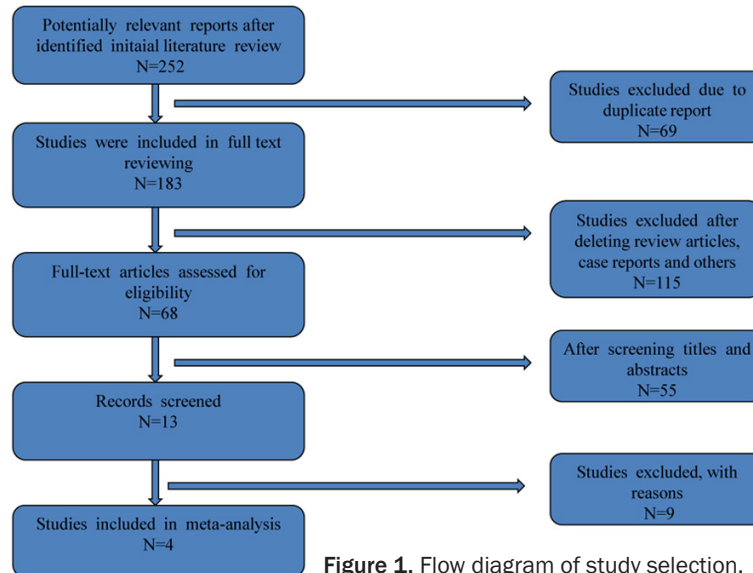 Potentially relevant reports after
identified initaial literature review
N=252
Studies excluded due to
duplicate report
N=69
Studies were included in full text
reviewing
N=183
Studies excluded after
deleting review articles,
case reports and others
N=115
Full-text articles assessed for
eligibility
N=68
After screening titles and
abstracts
N=55
Records screened
N=13
Studies excluded, with
reasons
N=9
Studies included in meta-analysis
N=4
Figure 1. Flow diagram of study selection.